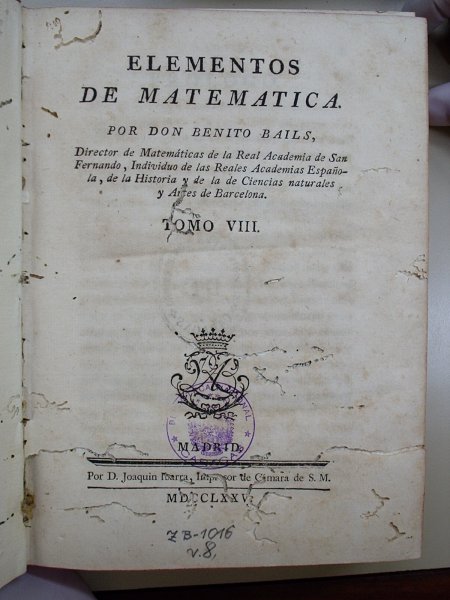 ELEMENTOS
DE MATEMATICA.
POR DON BENITO BAILS,
Director de Matemáticas de la Real Academia de San
Fernando, Individuo de las Reales Academias Españo-
la, de la Historia y de la de Ciencias naturales
y Artes de Barcelona.
TOMO VIII.
MADRID.
Por D. Joaquin Ibarra, Impresor de Cámara de S. M.
MDCCLXXV.
ZB-1016
v.8.